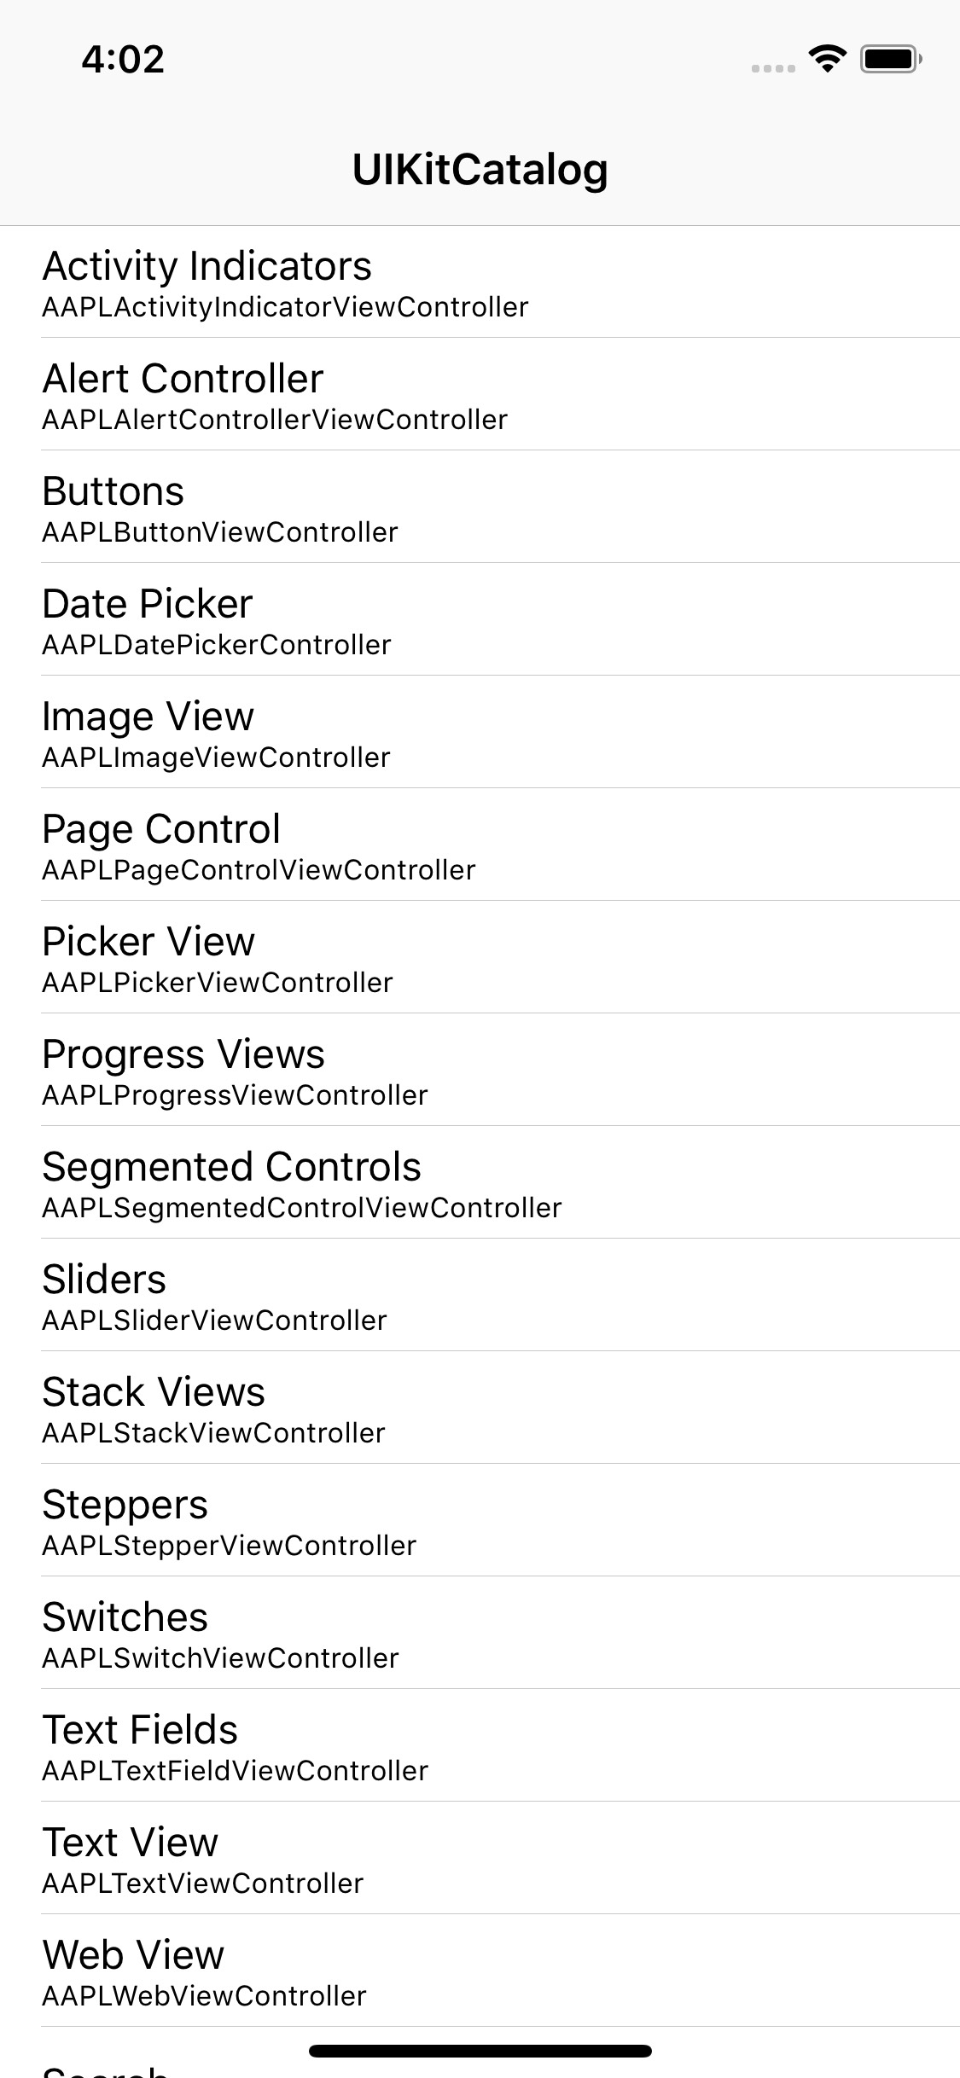 4:02
UIKitCatalog
Activity Indicators
AAPLActivityIndicatorViewController
Alert Controller
AAPLAlertControllerViewController
Buttons
AAPLButtonViewController
Date Picker
AAPLDatePickerController
Image View
AAPLImageViewController
Page Control
AAPLPageControlViewController
Picker View
AAPLPickerViewController
Progress Views
AAPLProgressViewController
Segmented Controls
AAPLSegmentedControlViewController
Sliders
AAPLSliderViewController
Stack Views
AAPLStackViewController
Steppers
AAPLStepperViewController
Switches
AAPLSwitchViewController
Text Fields
AAPLTextFieldViewController
Text View
AAPLTextViewController
Web View
AAPLWebViewController
Search